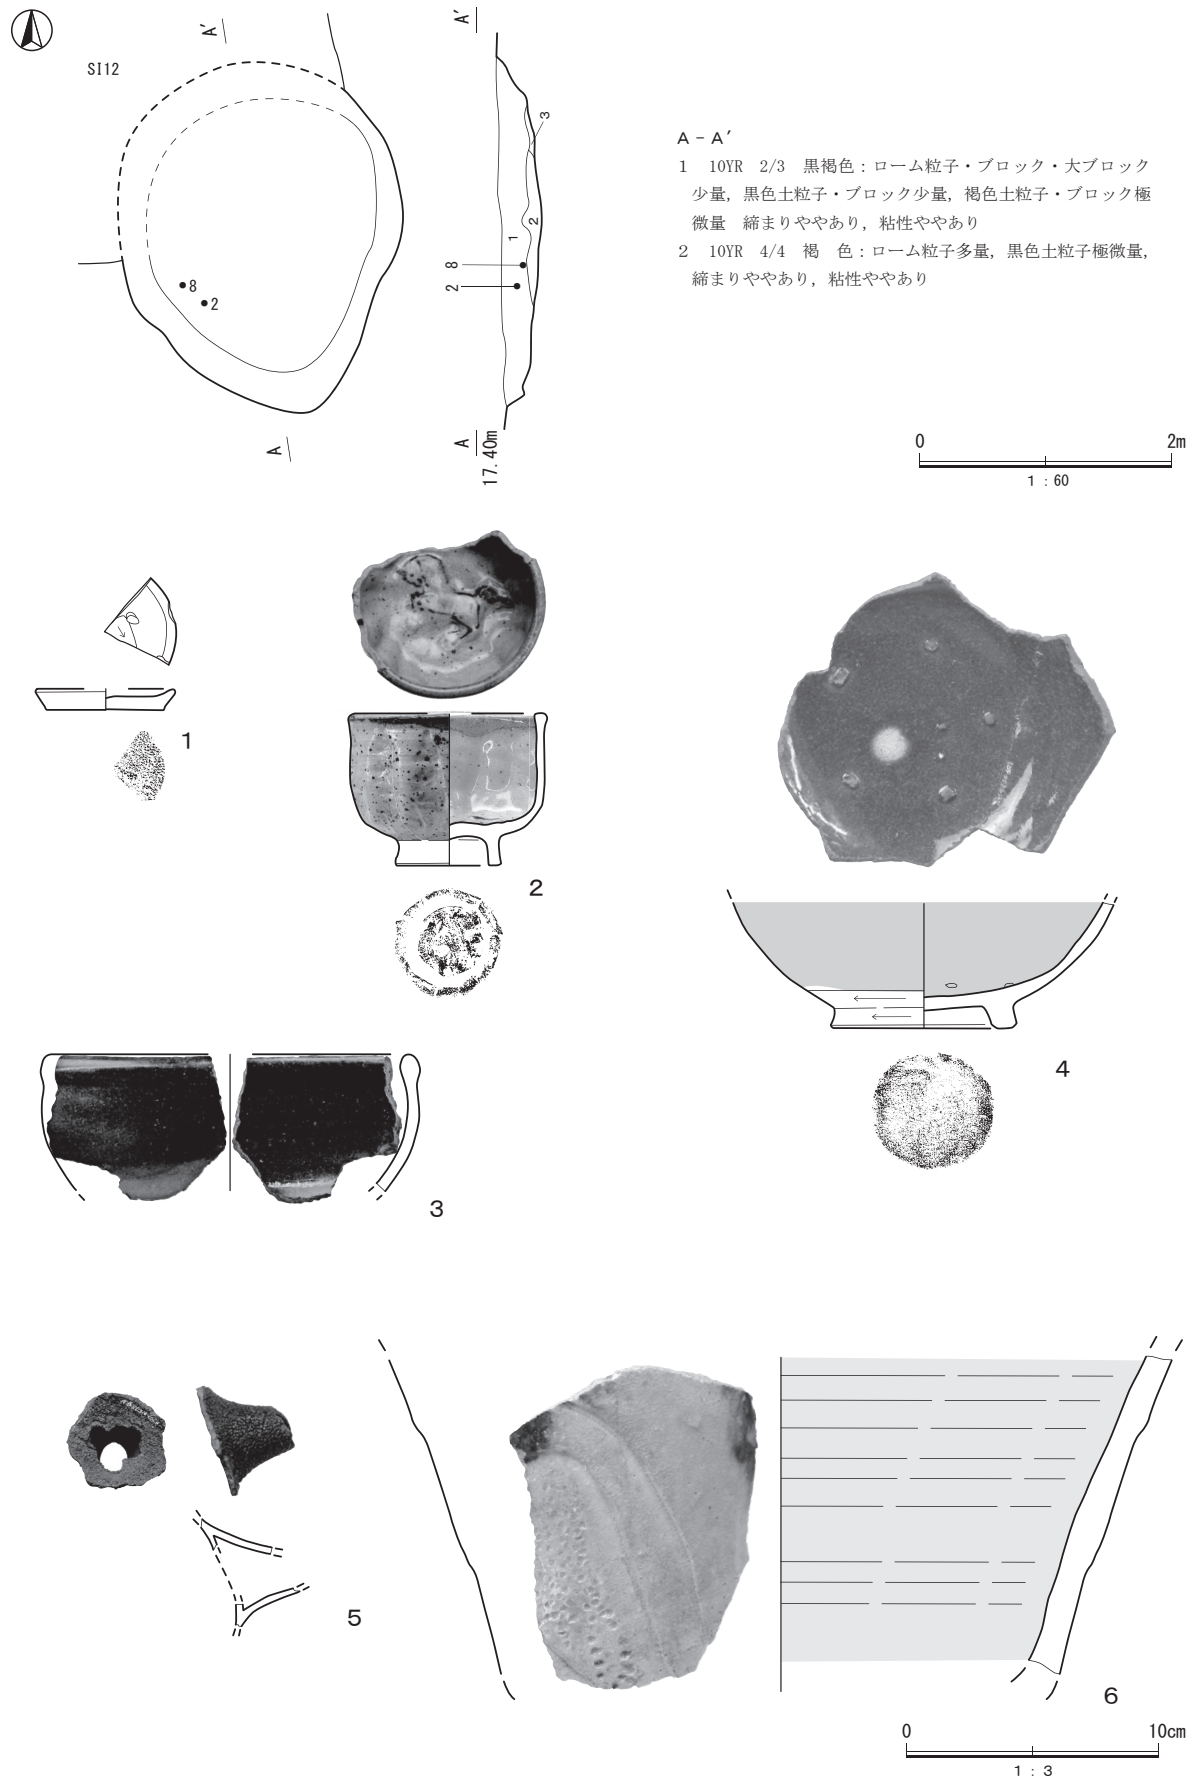 A′
A′
SI12
3
2
1
8
2
8
2
A
A
17.40m
A－A′
1　10YR　2/3　黒褐色：ローム粒子・ブロック・大ブロック
少量，黒色土粒子・ブロック少量，褐色土粒子・ブロック極
微量　締まりややあり，粘性ややあり
2　10YR　4/4　褐　色：ローム粒子多量，黒色土粒子極微量，
締まりややあり，粘性ややあり
0 2m
1 : 60
1
2
3
4
5
6
0 10cm
1 : 3